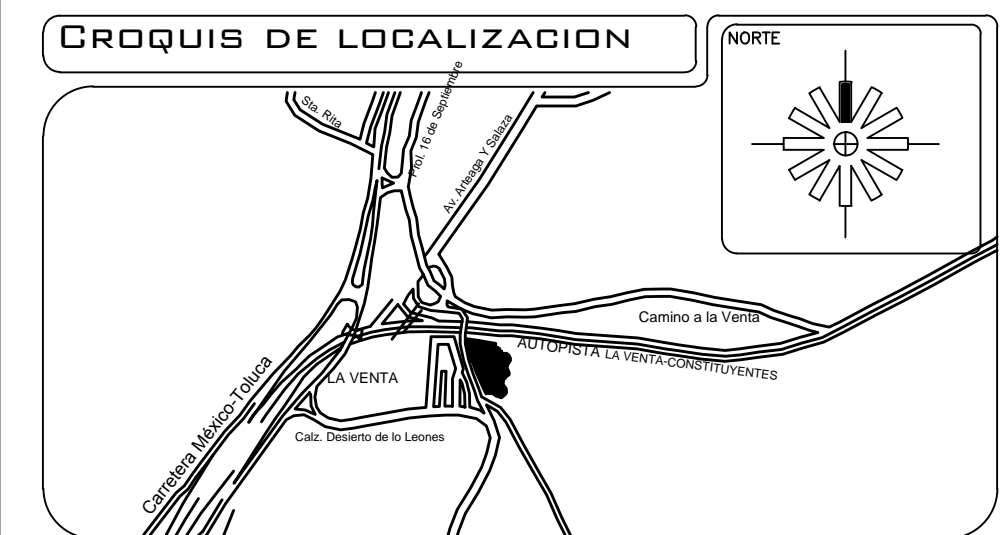 CROQUIS DE LOCALIZACION
NORTE
Sta. Rita
Prol. 16 de Septiembre
Av. Arteaga Y Salaza
Camino a la Venta
AUTOPISTA LA VENTA-CONSTITUYENTES
LA VENTA
Carretera México-Toluca
Calz. Desierto de lo Leones